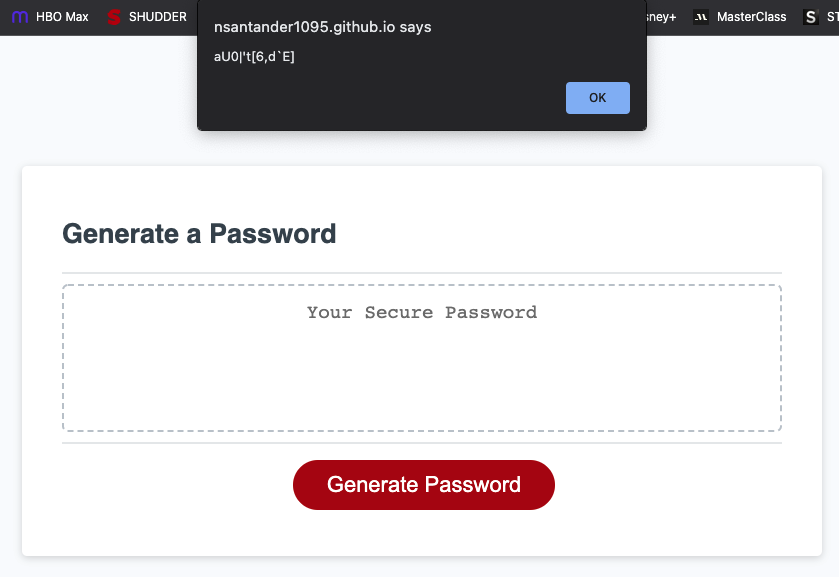 HBO Max SHUDDER sney+ MasterClass ST
nsantander1095.github.io says
aU0|'t[6,d`E]
OK
Generate a Password
Your Secure Password
Generate Password